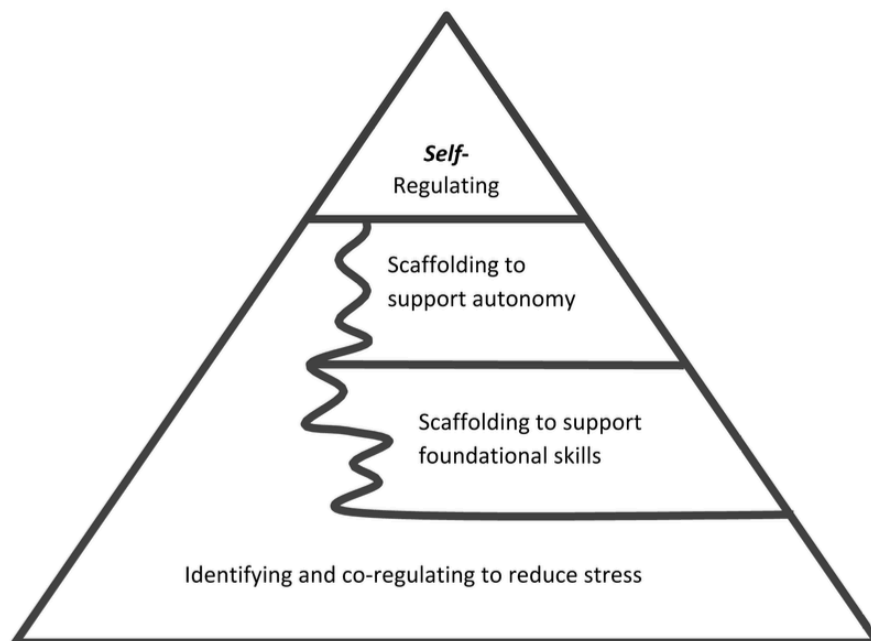 Self-
Regulating
Scaffolding to
support autonomy
Scaffolding to support
foundational skills
Identifying and co-regulating to reduce stress